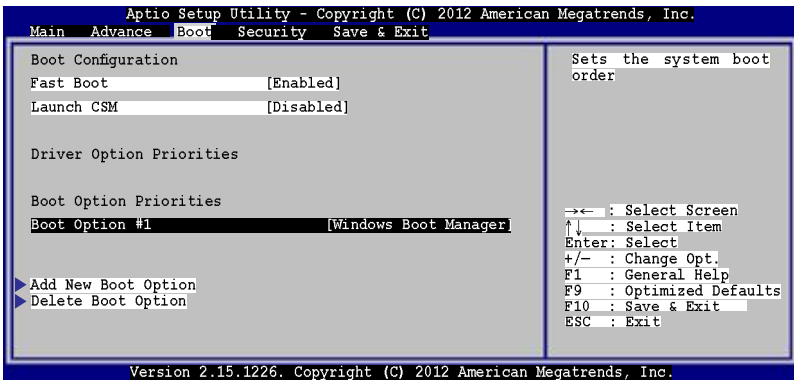 Aptio Setup Utility - Copyright (C) 2012 American Megatrends, Inc.
Main Advance Boot Security Save & Exit
Boot Configuration
Fast Boot [Enabled]
Launch CSM [Disabled]
Driver Option Priorities
Boot Option Priorities
Boot Option #1 [Windows Boot Manager]
Add New Boot Option
Delete Boot Option
Sets the system boot
order
→← : Select Screen
↑↓ : Select Item
Enter: Select
+/− : Change Opt.
F1 : General Help
F9 : Optimized Defaults
F10 : Save & Exit
ESC : Exit
Version 2.15.1226. Copyright (C) 2012 American Megatrends, Inc.